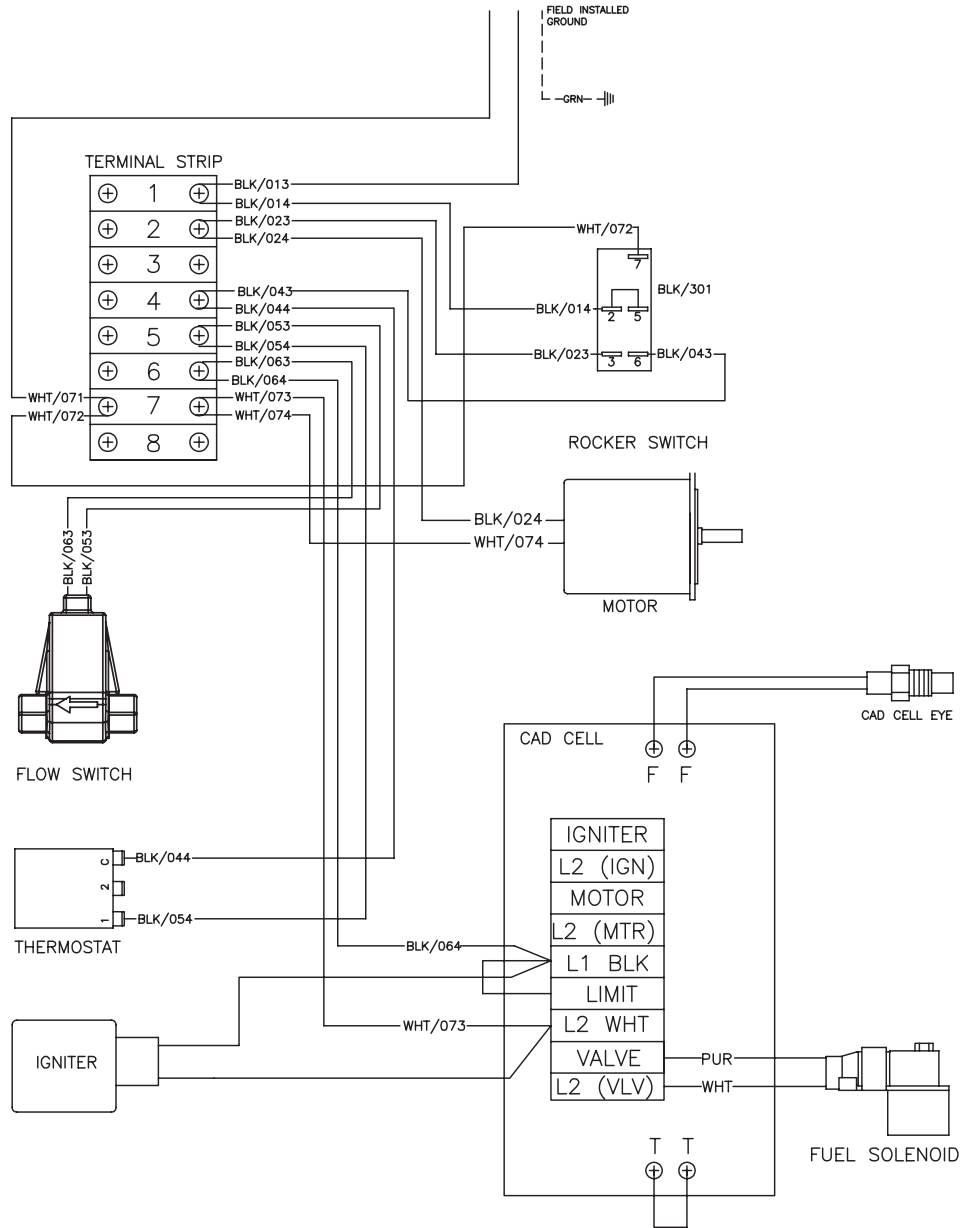 FIELD INSTALLED
GROUND
GRN
TERMINAL STRIP
1
2
3
4
5
6
7
8
BLK/013
BLK/014
BLK/023
BLK/024
BLK/043
BLK/044
BLK/053
BLK/054
BLK/063
BLK/064
WHT/071
WHT/072
WHT/073
WHT/074
WHT/072
7
BLK/301
BLK/014
2 5
BLK/023
3 6
BLK/043
ROCKER SWITCH
BLK/024
WHT/074
MOTOR
BLK/063
BLK/053
FLOW SWITCH
CAD CELL EYE
CAD CELL
F F
IGNITER
L2 (IGN)
MOTOR
L2 (MTR)
L1 BLK
LIMIT
L2 WHT
VALVE
L2 (VLV)
T T
C
2
1
BLK/044
BLK/054
THERMOSTAT
BLK/064
WHT/073
IGNITER
PUR
WHT
FUEL SOLENOID